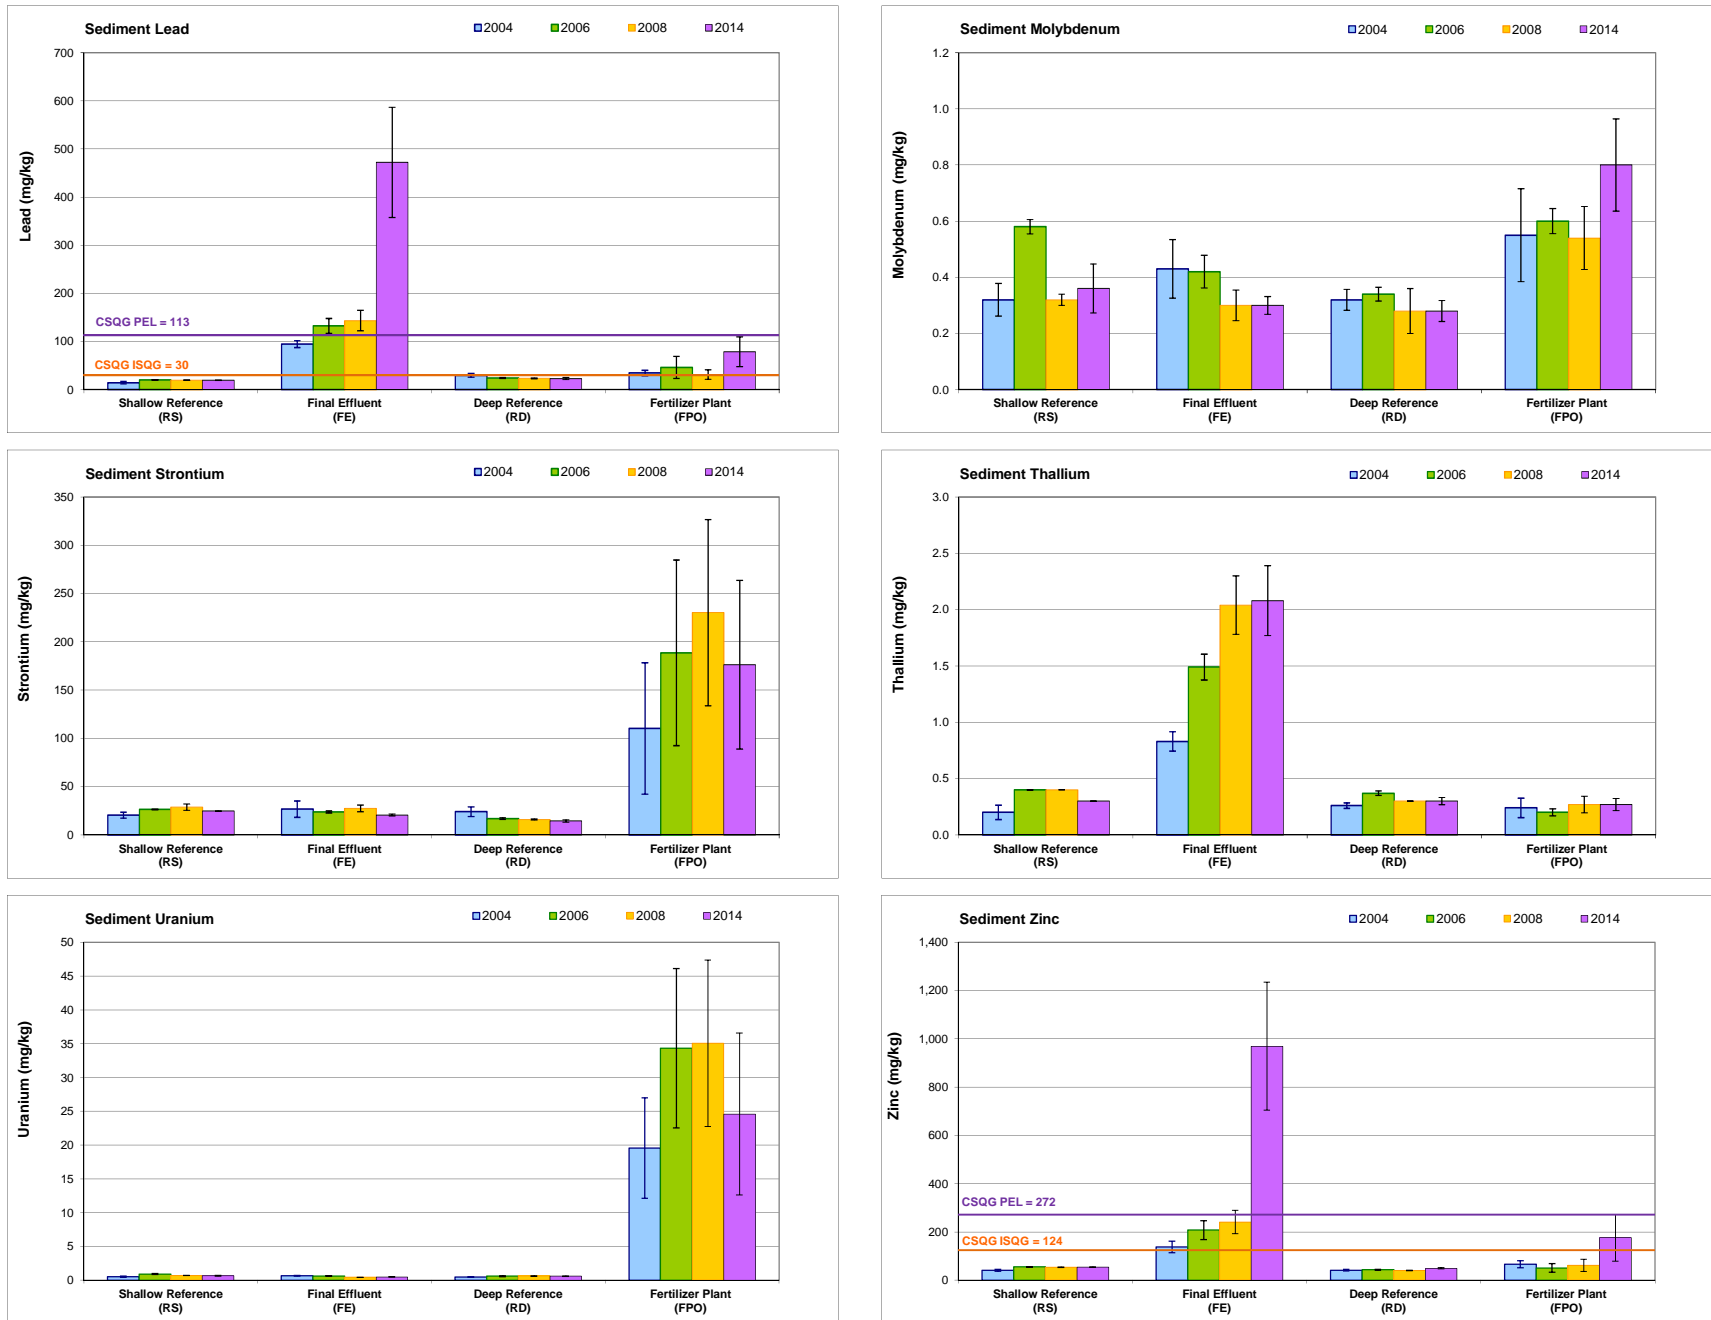 Sediment Lead
2004 2006 2008 2014
700
600
500
400
300
200
100
0
Lead (mg/kg)
CSQG PEL = 113
CSQG ISQG = 30
Shallow Reference Final Effluent Deep Reference Fertilizer Plant
(RS) (FE) (RD) (FPO)
Sediment Molybdenum
2004 2006 2008 2014
1.2
1.0
0.8
0.6
0.4
0.2
0.0
Molybdenum (mg/kg)
Shallow Reference Final Effluent Deep Reference Fertilizer Plant
(RS) (FE) (RD) (FPO)
Sediment Strontium
2004 2006 2008 2014
350
300
250
200
150
100
50
0
Strontium (mg/kg)
Shallow Reference Final Effluent Deep Reference Fertilizer Plant
(RS) (FE) (RD) (FPO)
Sediment Thallium
2004 2006 2008 2014
3.0
2.5
2.0
1.5
1.0
0.5
0.0
Thallium (mg/kg)
Shallow Reference Final Effluent Deep Reference Fertilizer Plant
(RS) (FE) (RD) (FPO)
Sediment Uranium
2004 2006 2008 2014
50
45
40
35
30
25
20
15
10
5
0
Uranium (mg/kg)
Shallow Reference Final Effluent Deep Reference Fertilizer Plant
(RS) (FE) (RD) (FPO)
Sediment Zinc
2004 2006 2008 2014
1,400
1,200
1,000
800
600
400
200
0
Zinc (mg/kg)
CSQG PEL = 272
CSQG ISQG = 124
Shallow Reference Final Effluent Deep Reference Fertilizer Plant
(RS) (FE) (RD) (FPO)